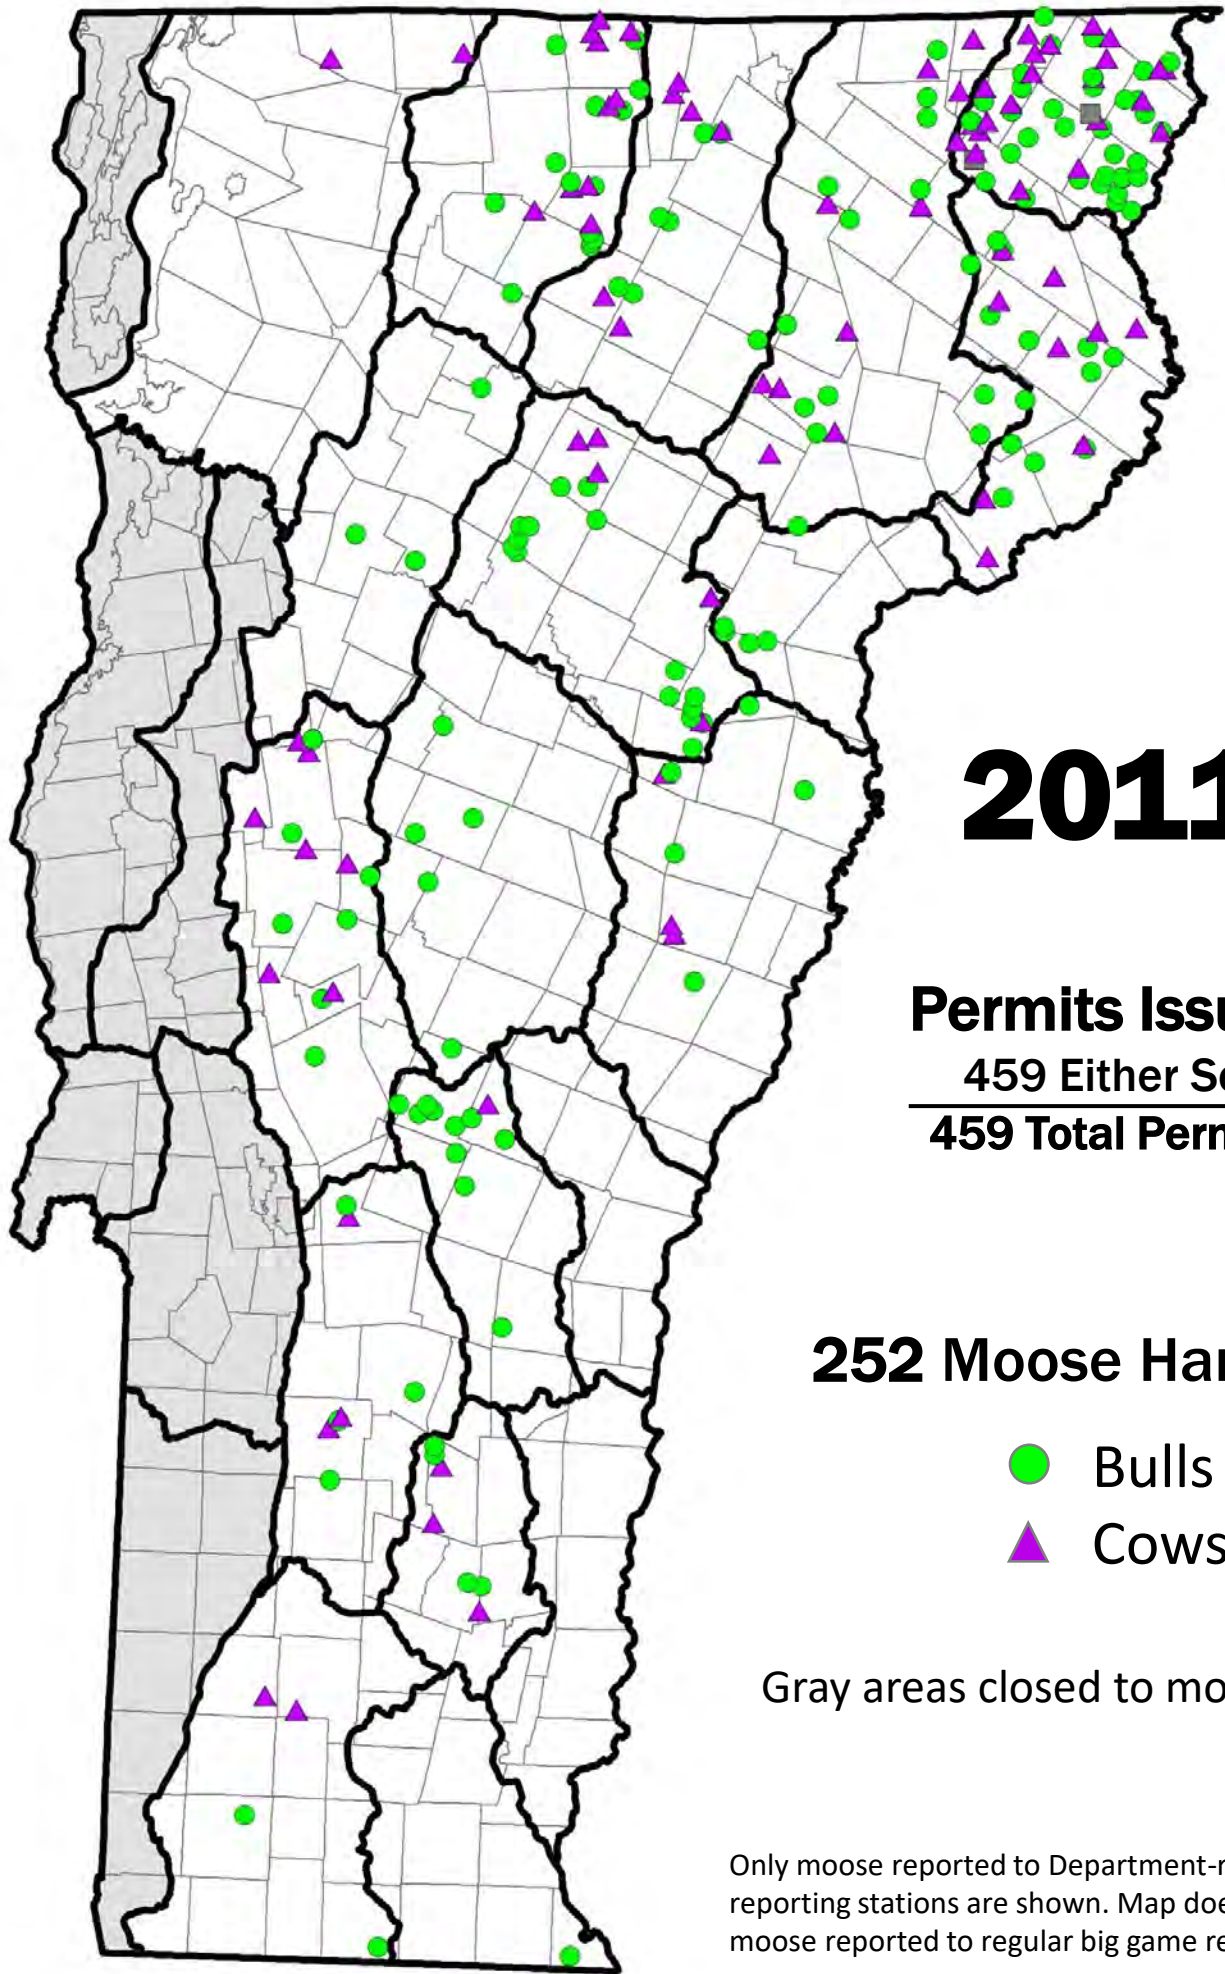 2011
Permits Issu
459 Either Se
459 Total Perm
252 Moose Har
Bulls
Cows
Gray areas closed to mo
Only moose reported to Department-r
reporting stations are shown. Map doe
moose reported to regular big game re